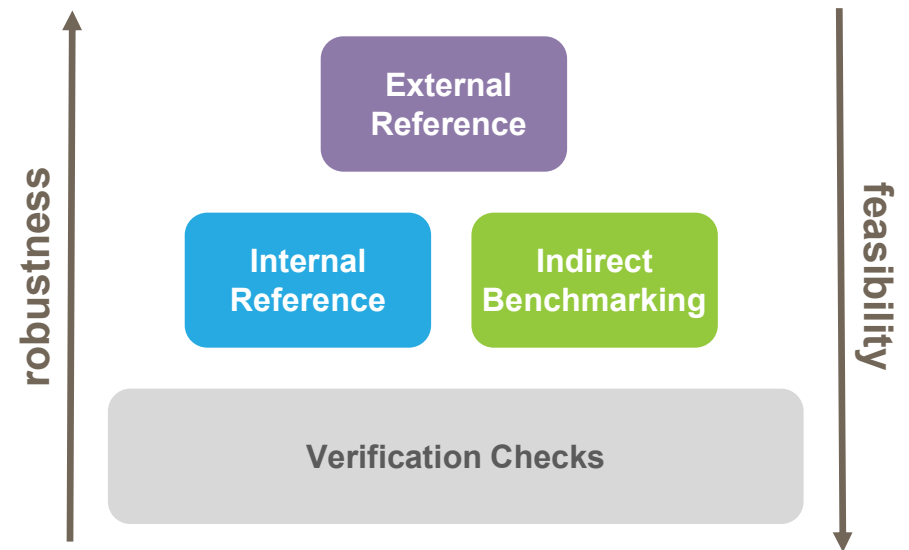 robustness
External
Reference
Internal
Reference
Indirect
Benchmarking
Verification Checks
feasibility